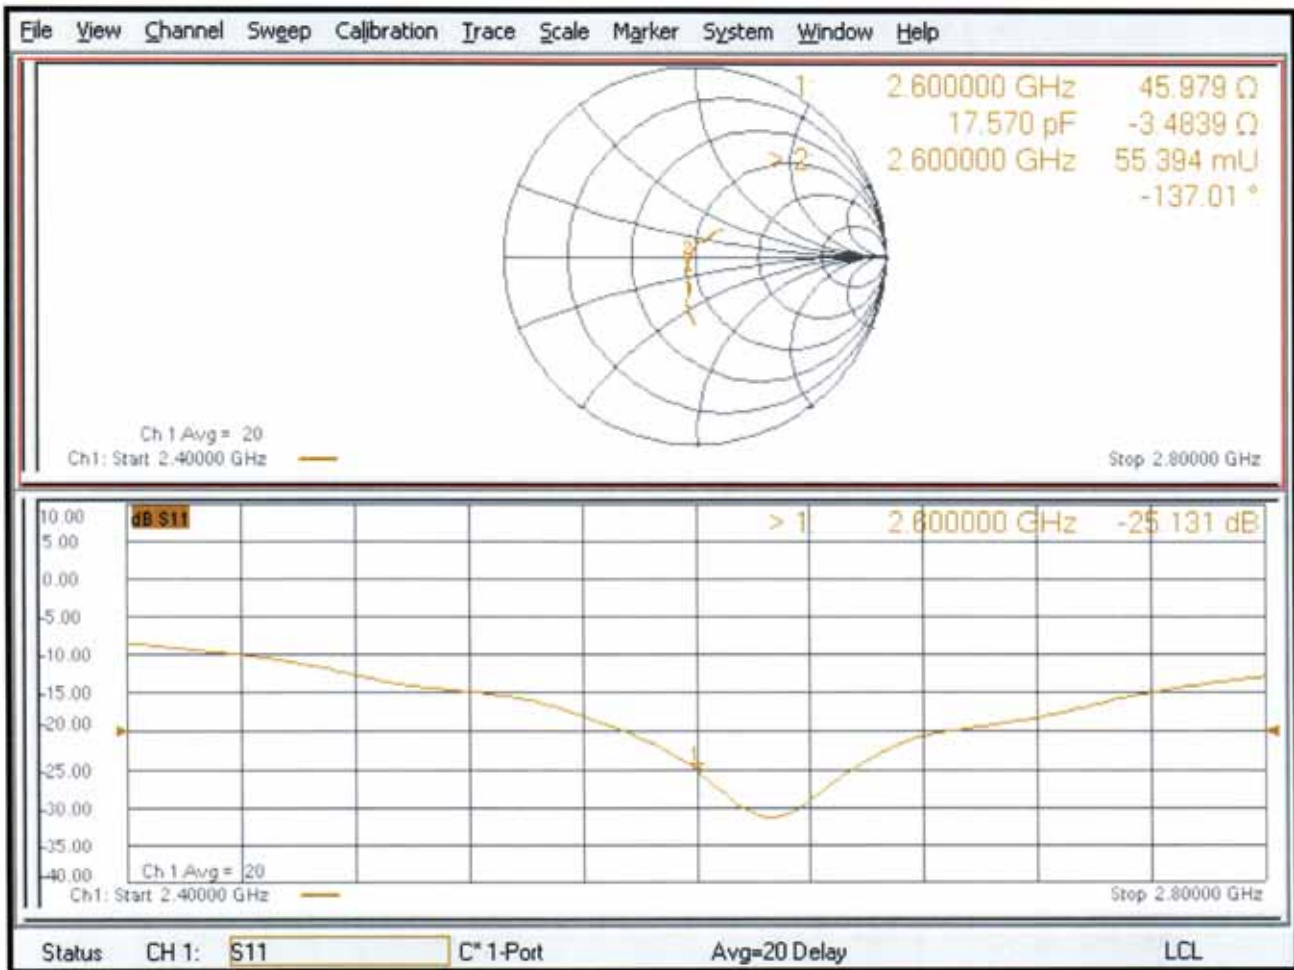 File View Channel Sweep Calibration Trace Scale Marker System Window Help
1 2.600000 GHz 45.979 Ω
17.570 pF -3.4839 Ω
> 2 2.600000 GHz 55.394 mU
-137.01 °
2
Ch 1 Avg = 20
Ch1: Start 2.40000 GHz Stop 2.80000 GHz
10.00 dB S11 > 1 2.600000 GHz -25.131 dB
5.00
0.00
-5.00
-10.00
-15.00
-20.00
1
-25.00
-30.00
-35.00
-40.00 Ch 1 Avg = 20
Ch1: Start 2.40000 GHz Stop 2.80000 GHz
Status CH 1: S11 C* 1-Port Avg=20 Delay LCL